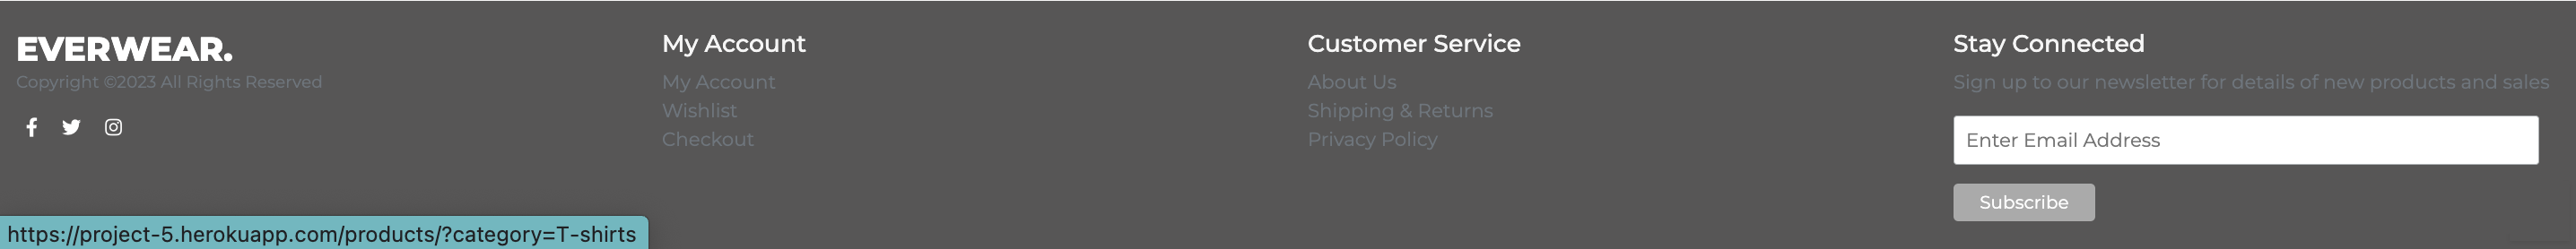 EVERWEAR.
Copyright ©2023 All Rights Reserved
My Account
My Account
Wishlist
Checkout
Customer Service
About Us
Shipping & Returns
Privacy Policy
Stay Connected
Sign up to our newsletter for details of new products and sales
Enter Email Address
Subscribe
https://project-5.herokuapp.com/products/?category=T-shirts